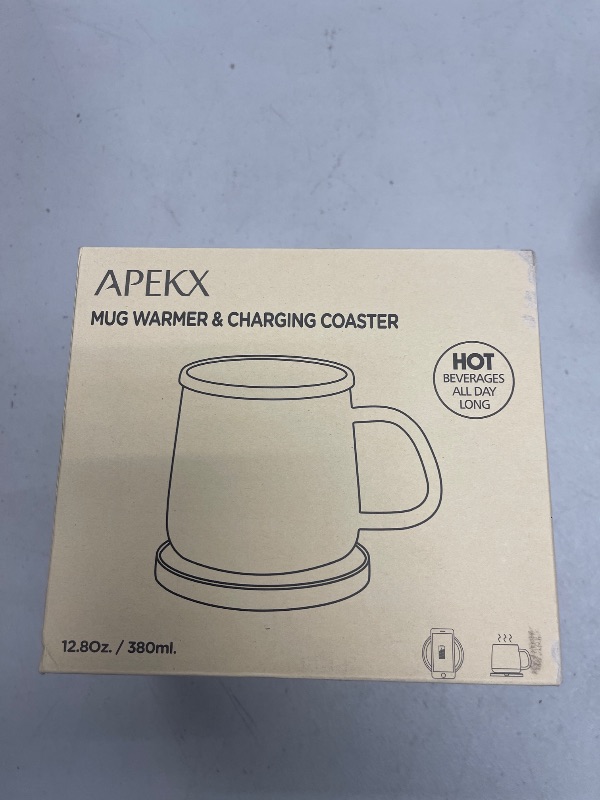 APEKX
MUG WARMER & CHARGING COASTER
HOT
BEVERAGES
ALL DAY
LONG
12.8Oz. / 380ml.